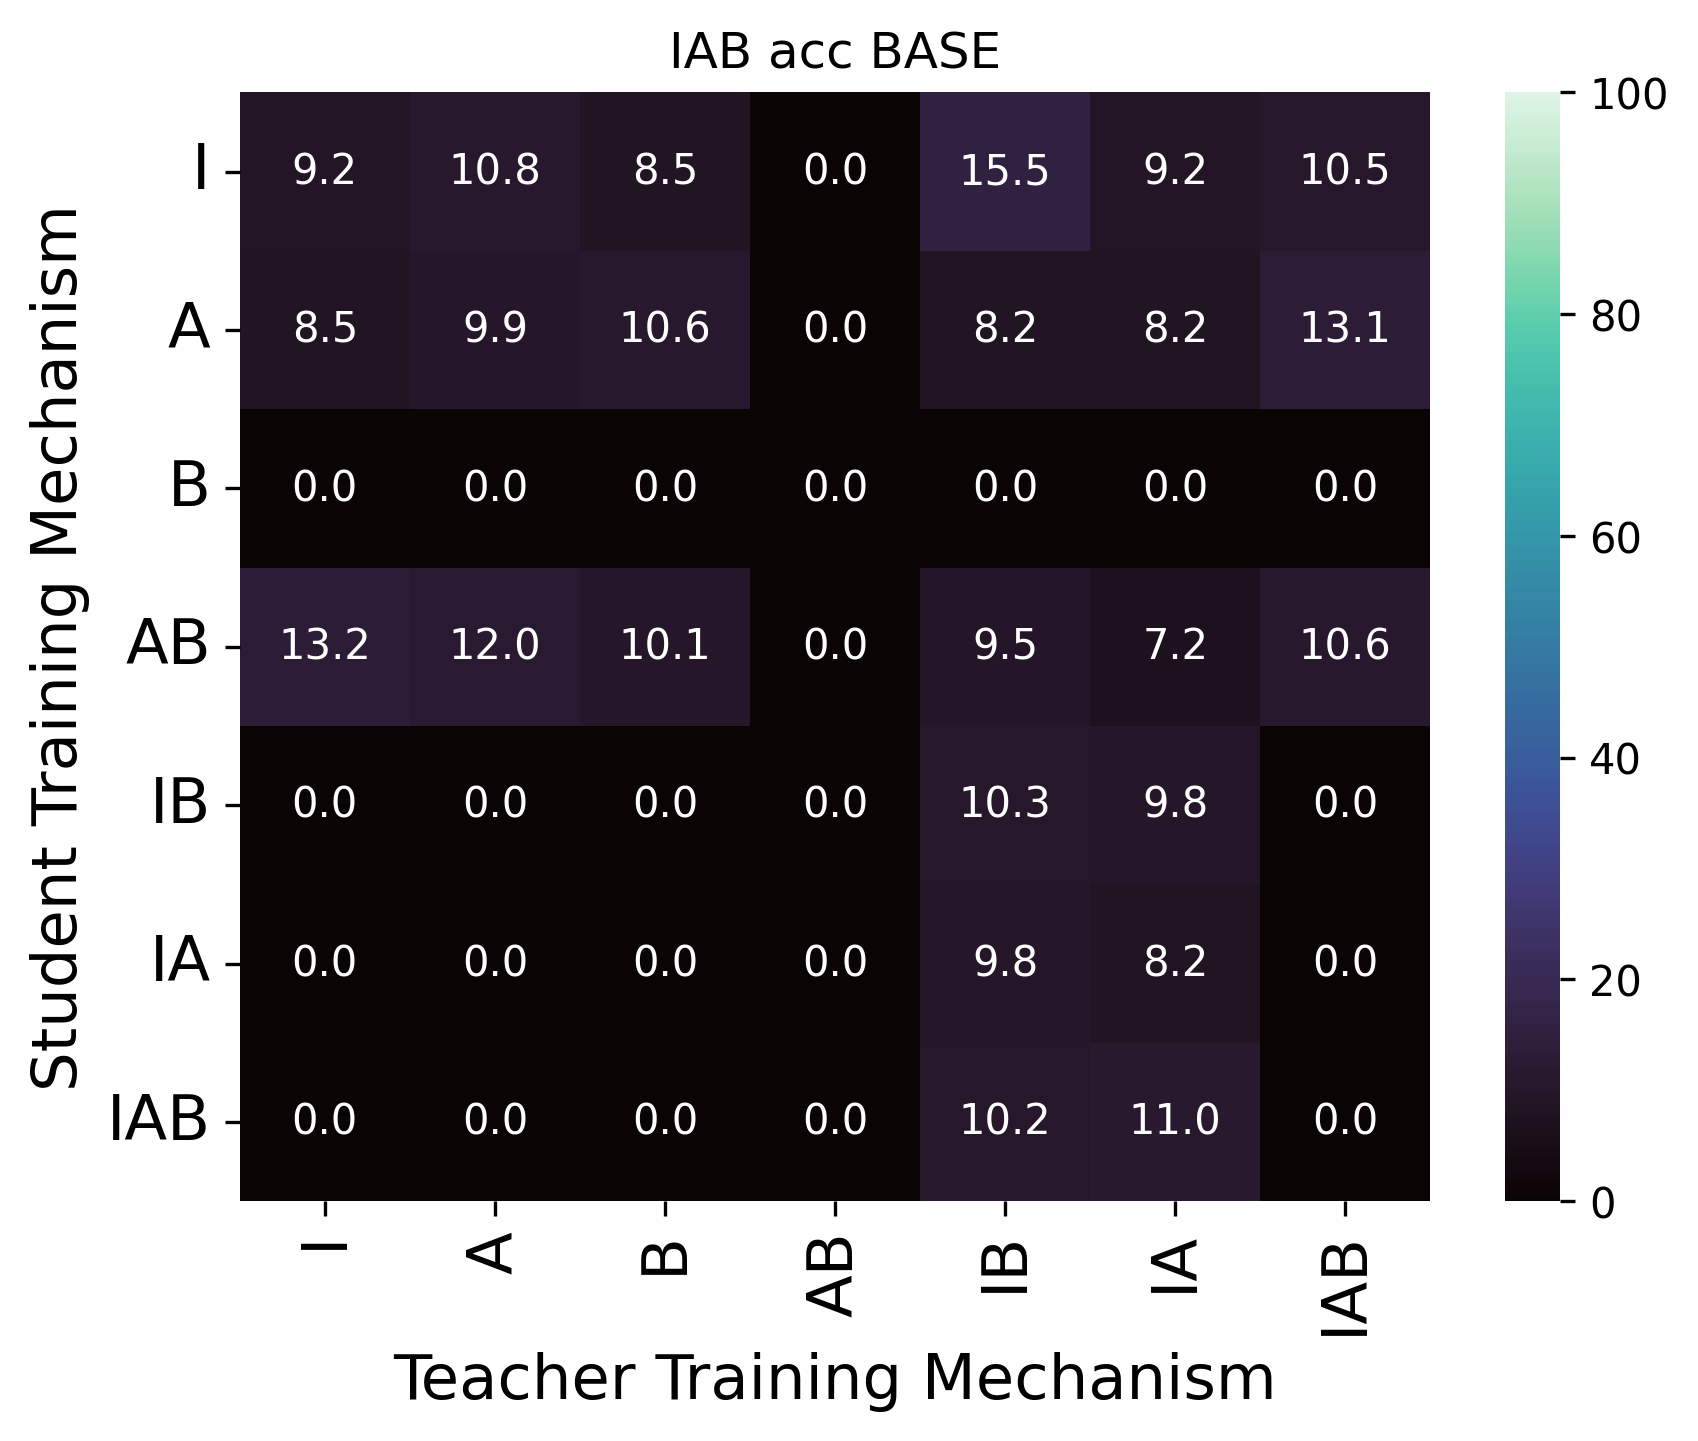 IAB acc BASE
Student Training Mechanism
I 9.2 10.8 8.5 0.0 15.5 9.2 10.5
A 8.5 9.9 10.6 0.0 8.2 8.2 13.1
B 0.0 0.0 0.0 0.0 0.0 0.0 0.0
AB 13.2 12.0 10.1 0.0 9.5 7.2 10.6
IB 0.0 0.0 0.0 0.0 10.3 9.8 0.0
IA 0.0 0.0 0.0 0.0 9.8 8.2 0.0
IAB 0.0 0.0 0.0 0.0 10.2 11.0 0.0
I A B AB IB IA IAB
Teacher Training Mechanism
100
80
60
40
20
0